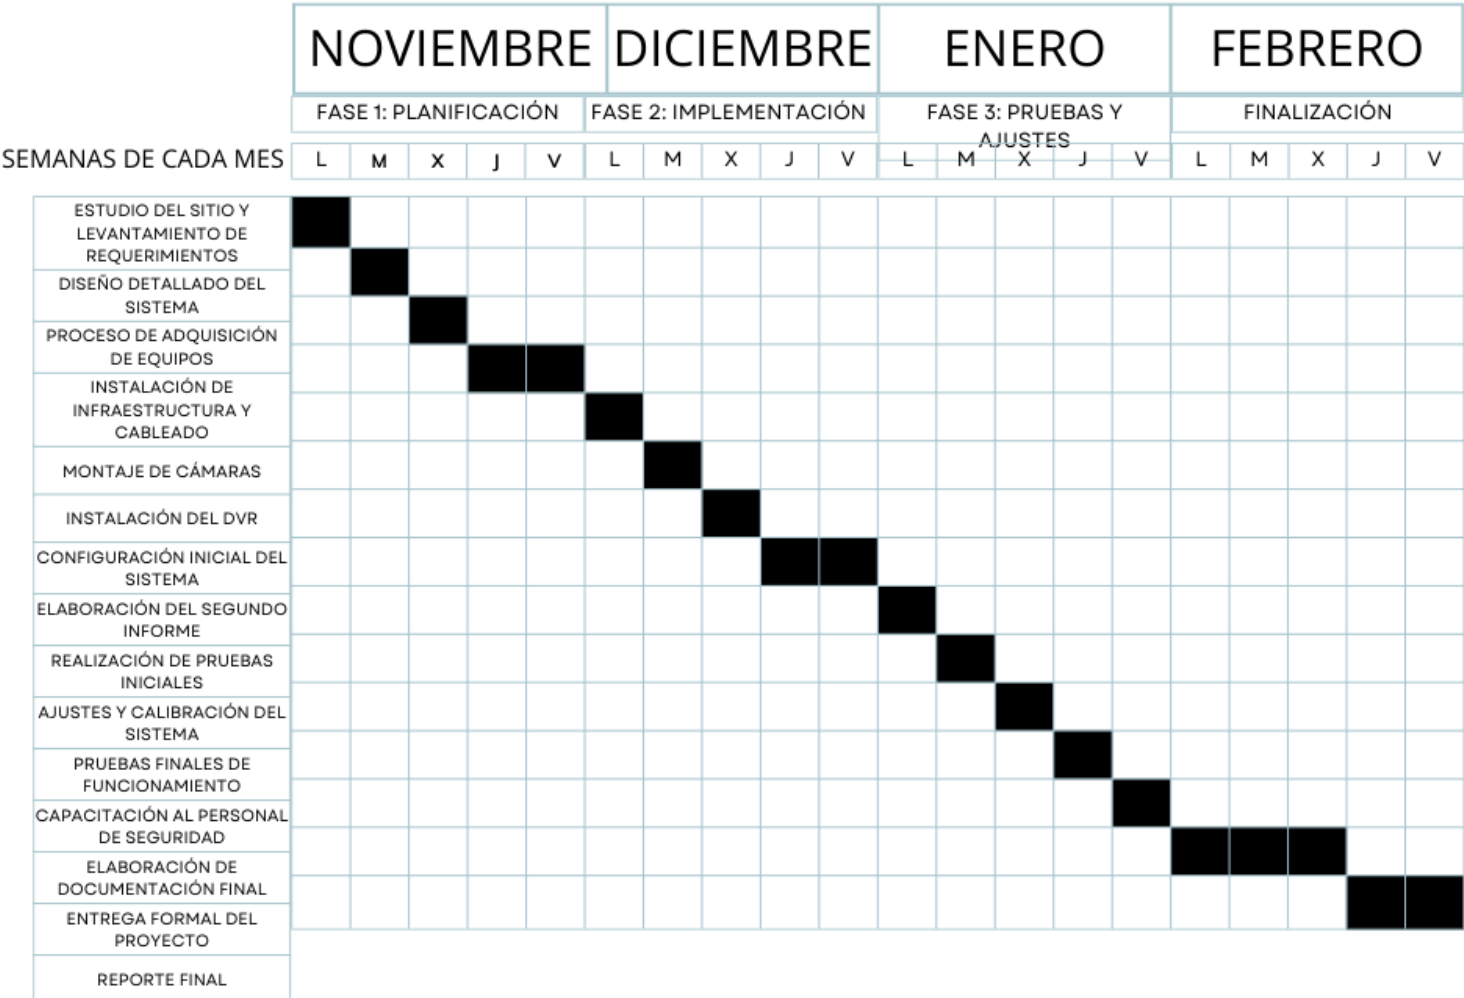 NOVIEMBRE DICIEMBRE ENERO FEBRERO
FASE 1: PLANIFICACIÓN FASE 2: IMPLEMENTACIÓN FASE 3: PRUEBAS Y FINALIZACIÓN
AJUSTES
SEMANAS DE CADA MES L M X J V L M X J V L M X J V L M X J V
ESTUDIO DEL SITIO Y
LEVANTAMIENTO DE
REQUERIMIENTOS
DISEÑO DETALLADO DEL
SISTEMA
PROCESO DE ADQUISICIÓN
DE EQUIPOS
INSTALACIÓN DE
INFRAESTRUCTURA Y
CABLEADO
MONTAJE DE CÁMARAS
INSTALACIÓN DEL DVR
CONFIGURACIÓN INICIAL DEL
SISTEMA
ELABORACIÓN DEL SEGUNDO
INFORME
REALIZACIÓN DE PRUEBAS
INICIALES
AJUSTES Y CALIBRACIÓN DEL
SISTEMA
PRUEBAS FINALES DE
FUNCIONAMIENTO
CAPACITACIÓN AL PERSONAL
DE SEGURIDAD
ELABORACIÓN DE
DOCUMENTACIÓN FINAL
ENTREGA FORMAL DEL
PROYECTO
REPORTE FINAL